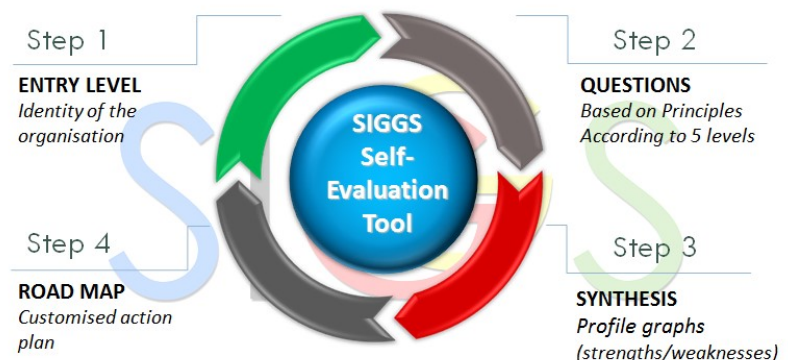 Step 1
ENTRY LEVEL
Identity of the
organisation
Step 2
QUESTIONS
Based on Principles
According to 5 levels
SIGGS
Self-
Evaluation
Tool
Step 3
SYNTHESIS
Profile graphs
(strengths/weaknesses)
Step 4
ROAD MAP
Customised action
plan
SIGGS